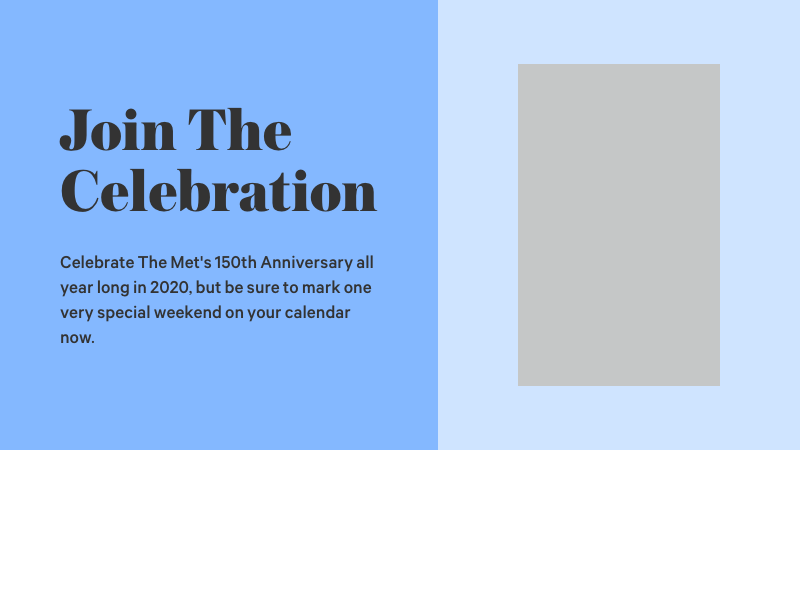 Join The
Celebration
Celebrate The Met's 150th Anniversary all
year long in 2020, but be sure to mark one
very special weekend on your calendar
now.